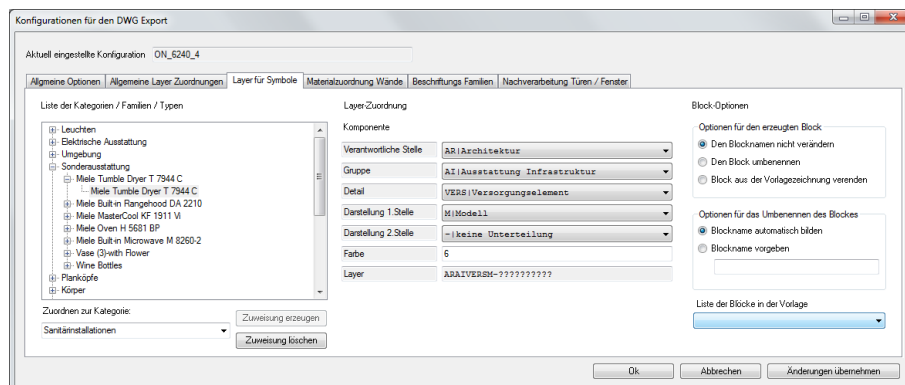 Konfigurationen für den DWG Export
Aktuell eingestellte Konfiguration ON_6240_4
Allgmeine Optionen Allgemeine Layer Zuordnungen Layer für Symbole Materialzuordnung Wände Beschriftungs Familien Nachverarbeitung Türen / Fenster
Liste der Kategorien / Familien / Typen
Leuchten
Elektrische Ausstattung
Umgebung
Sonderausstattung
Miele Tumble Dryer T 7944 C
Miele Tumble Dryer T 7944 C
Miele Built-in Rangehood DA 2210
Miele MasterCool KF 1911 Vi
Miele Oven H 5681 BP
Miele Built-in Microwave M 8260-2
Vase (3)-with Flower
Wine Bottles
Planköpfe
Körper
Zuordnen zur Kategorie:
Sanitärinstallationen
Zuweisung erzeugen
Zuweisung löschen
Layer-Zuordnung
Komponente
Verantwortliche Stelle AR|Architektur
Gruppe AI|Ausstattung Infrastruktur
Detail VERS|Versorgungselement
Darstellung 1.Stelle M|Modell
Darstellung 2.Stelle -|keine Unterteilung
Farbe 6
Layer ARAIVERSM-??????????
Block-Optionen
Optionen für den erzeugten Block
Den Blocknamen nicht verändern
Den Block umbenennen
Block aus der Vorlagezeichnung verenden
Optionen für das Umbenennen des Blockes
Blockname automatisch bilden
Blockname vorgeben
Liste der Blöcke in der Vorlage
Ok Abbrechen Änderungen übernehmen